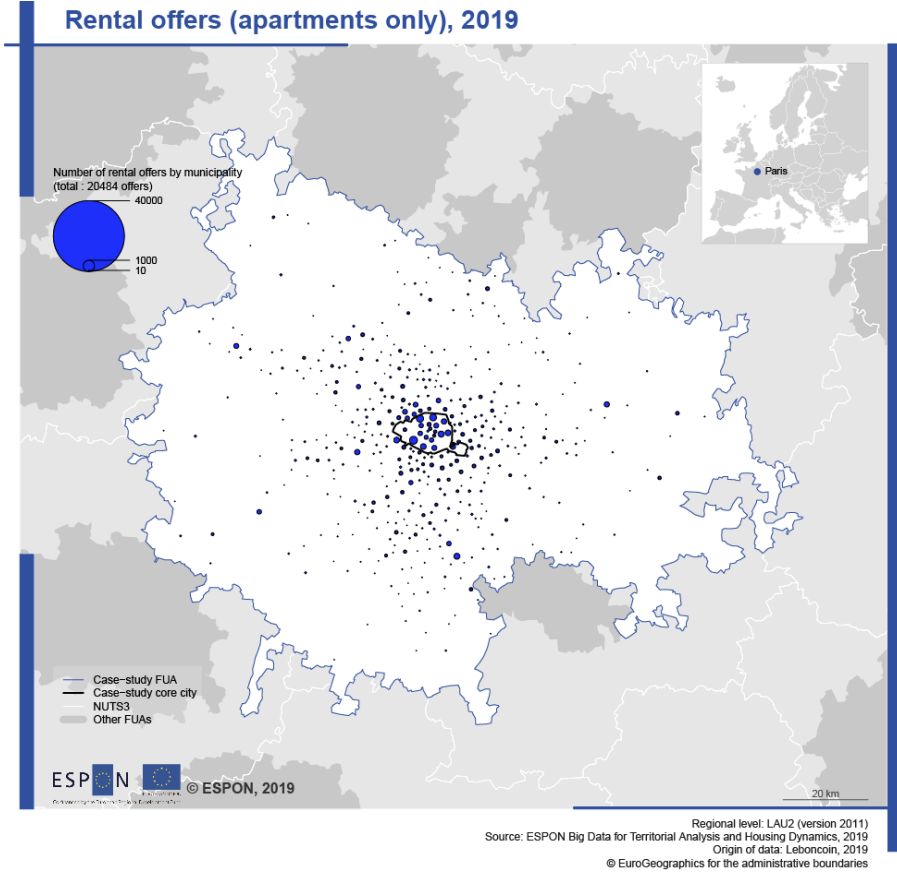 Rental offers (apartments only), 2019
Paris
Number of rental offers by municipality
(total : 20484 offers)
40000
1000
10
Case−study FUA
Case−study core city
NUTS3
Other FUAs
ESPON
© ESPON, 2019
20 km
Regional level: LAU2 (version 2011)
Source: ESPON Big Data for Territorial Analysis and Housing Dynamics, 2019
Origin of data: Leboncoin, 2019
© EuroGeographics for the administrative boundaries